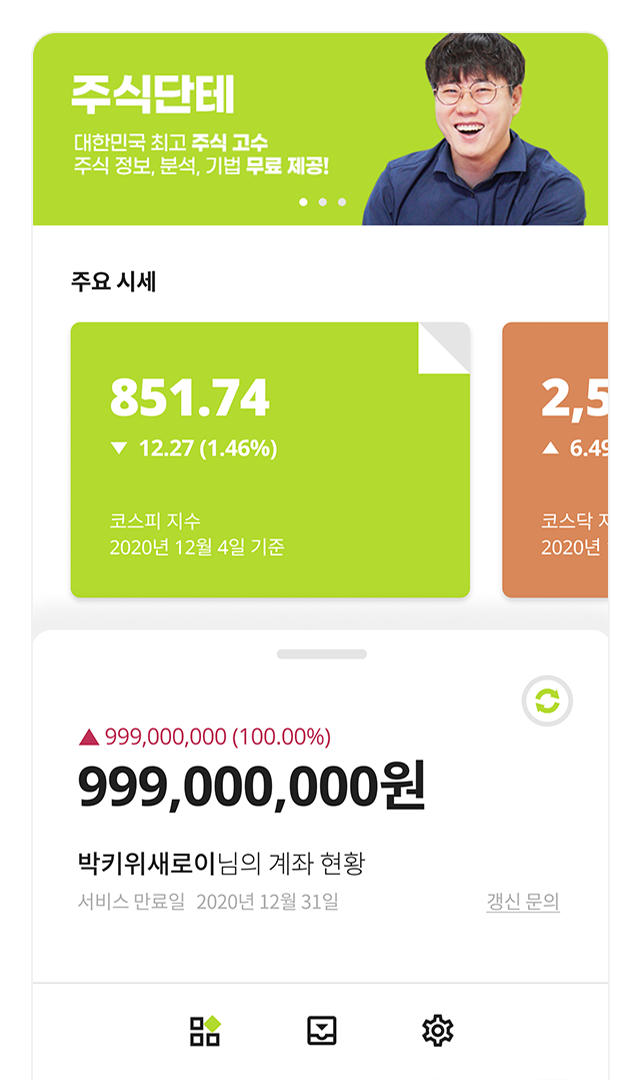 주식단테
대한민국 최고 주식 고수
주식 정보, 분석, 기법 무료 제공!
주요 시세
851.74
▼ 12.27 (1.46%)
코스피 지수
2020년 12월 4일 기준
2,5
▲ 6.49
코스닥 지
2020년
▲ 999,000,000 (100.00%)
999,000,000원
박키위새로이님의 계좌 현황
서비스 만료일 2020년 12월 31일
갱신 문의